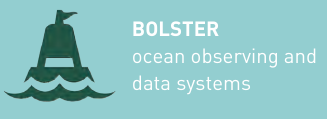 BOLSTER
ocean observing and
data systems